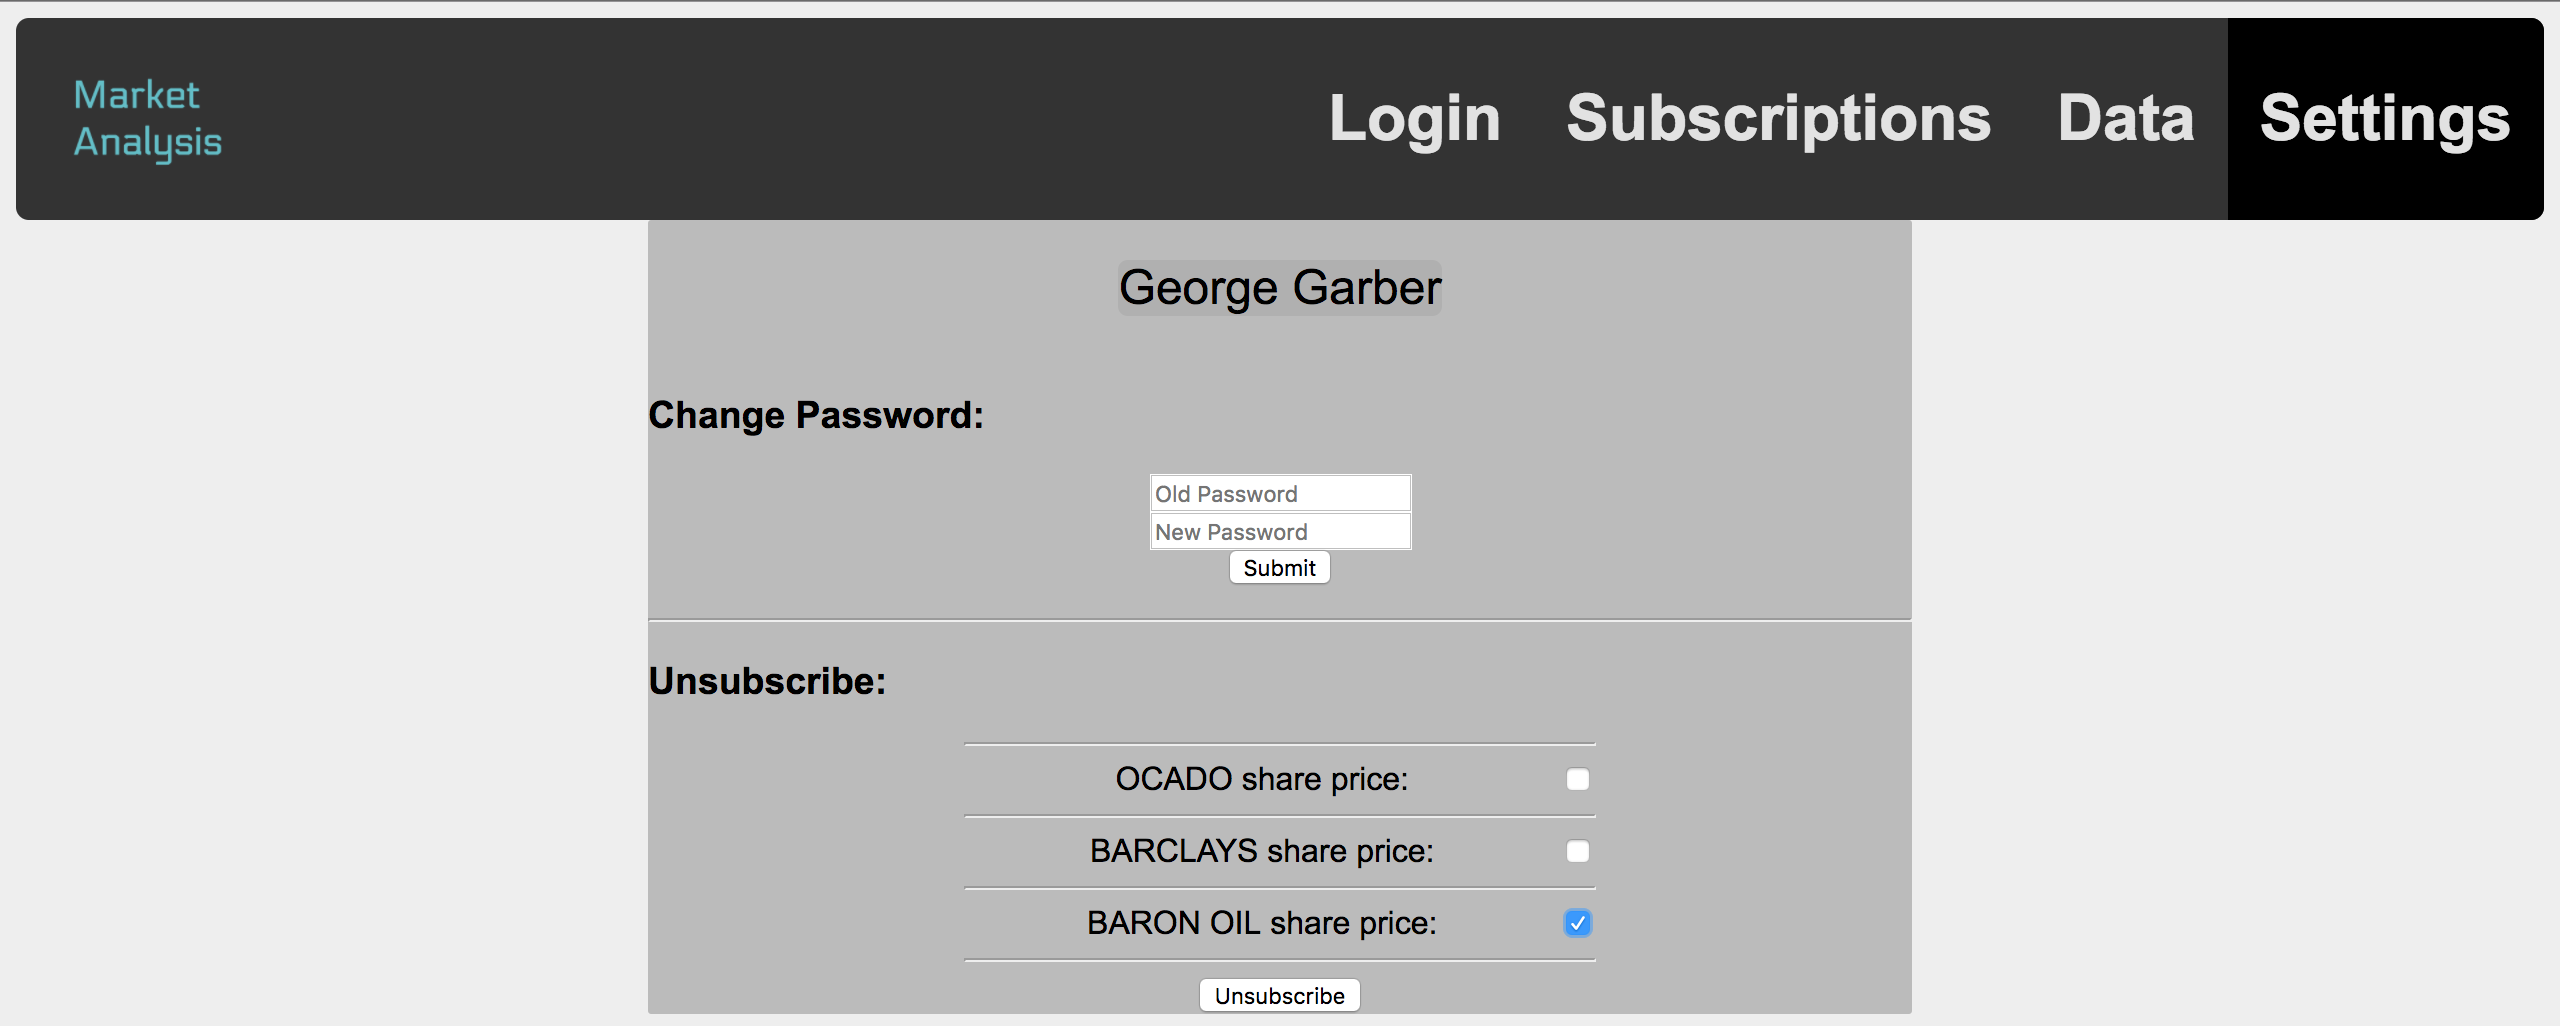 Market
Analysis
Login Subscriptions Data Settings
George Garber
Change Password:
Old Password
New Password
Submit
Unsubscribe:
OCADO share price:
BARCLAYS share price:
BARON OIL share price:
Unsubscribe